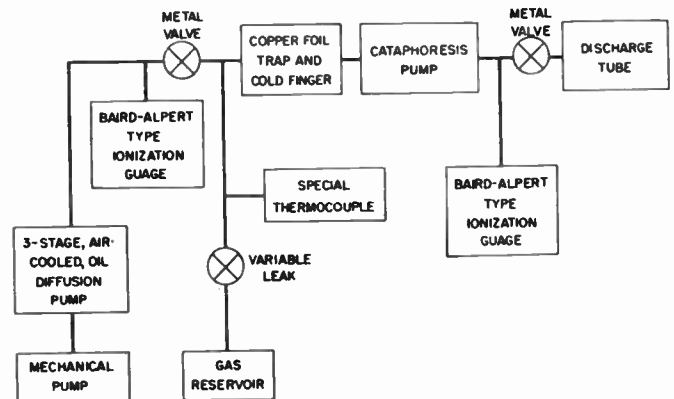 METAL
VALVE
COPPER FOIL
TRAP AND
COLD FINGER
CATAPHORESIS
PUMP
METAL
VALVE
DISCHARGE
TUBE
BAIRD-ALPERT
TYPE
IONIZATION
GUAGE
SPECIAL
THERMOCOUPLE
BAIRD-ALPERT
TYPE
IONIZATION
GUAGE
3-STAGE, AIR-
COOLED, OIL
DIFFUSION
PUMP
VARIABLE
LEAK
MECHANICAL
PUMP
GAS
RESERVOIR